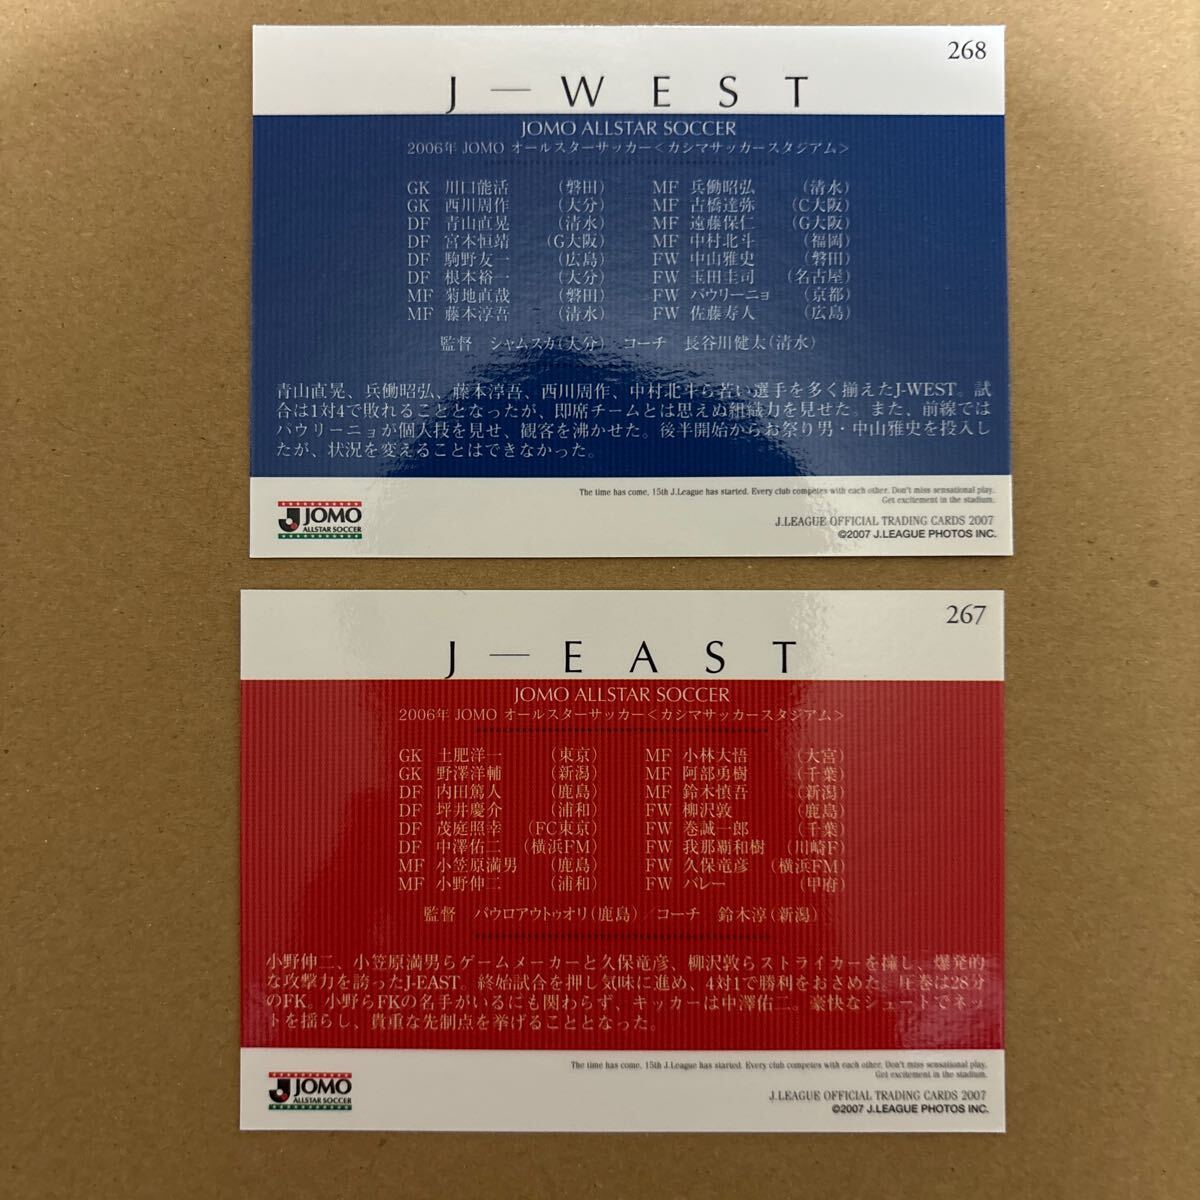 268
J — W E S T
JOMO ALLSTAR SOCCER
2006年 JOMO オールスターサッカー＜カシマサッカースタジアム＞
GK 川口能活 （磐田） MF 兵働昭弘 （清水）
GK 西川周作 （大分） MF 古橋達弥 （C大阪）
DF 青山直晃 （清水） MF 遠藤保仁 （G大阪）
DF 宮本恒靖 （G大阪） MF 中村北斗 （福岡）
DF 駒野友一 （広島） FW 中山雅史 （磐田）
DF 根本裕一 （大分） FW 玉田圭司 （名古屋）
MF 菊地直哉 （磐田） FW パウリーニョ （京都）
MF 藤本淳吾 （清水） FW 佐藤寿人 （広島）
監督 シャムスカ（大分） コーチ 長谷川健太（清水）
青山直晃、兵働昭弘、藤本淳吾、西川周作、中村北斗ら若い選手を多く揃えたJ-WEST。試
合は1対4で敗れることとなったが、即席チームとは思えぬ組織力を見せた。また、前線では
パウリーニョが個人技を見せ、観客を沸かせた。後半開始からお祭り男・中山雅史を投入し
たが、状況を変えることはできなかった。
The time has come, 15th J.League has started. Every club competes with each other. Don't miss sensational play.
Get excitement in the stadium.
JOMO
ALLSTAR SOCCER
J.LEAGUE OFFICIAL TRADING CARDS 2007
©2007 J.LEAGUE PHOTOS INC.
267
J — E A S T
JOMO ALLSTAR SOCCER
2006年 JOMO オールスターサッカー＜カシマサッカースタジアム＞
GK 土肥洋一 （東京） MF 小林大悟 （大宮）
GK 野澤洋輔 （新潟） MF 阿部勇樹 （千葉）
DF 内田篤人 （鹿島） MF 鈴木慎吾 （新潟）
DF 坪井慶介 （浦和） FW 柳沢敦 （鹿島）
DF 茂庭照幸 （FC東京） FW 巻誠一郎 （千葉）
DF 中澤佑二 （横浜FM） FW 我那覇和樹 （川崎F）
MF 小笠原満男 （鹿島） FW 久保竜彦 （横浜FM）
MF 小野伸二 （浦和） FW バレー （甲府）
監督 パウロアウトゥオリ（鹿島）／コーチ 鈴木淳（新潟）
小野伸二、小笠原満男らゲームメーカーと久保竜彦、柳沢敦らストライカーを擁し、爆発的
な攻撃力を誇ったJ-EAST。終始試合を押し気味に進め、4対1で勝利をおさめた。圧巻は28分
のFK。小野らFKの名手がいるにも関わらず、キッカーは中澤佑二。豪快なシュートでネッ
トを揺らし、貴重な先制点を挙げることとなった。
The time has come, 15th J.League has started. Every club competes with each other. Don't miss sensational play.
Get excitement in the stadium.
JOMO
ALLSTAR SOCCER
J.LEAGUE OFFICIAL TRADING CARDS 2007
©2007 J.LEAGUE PHOTOS INC.